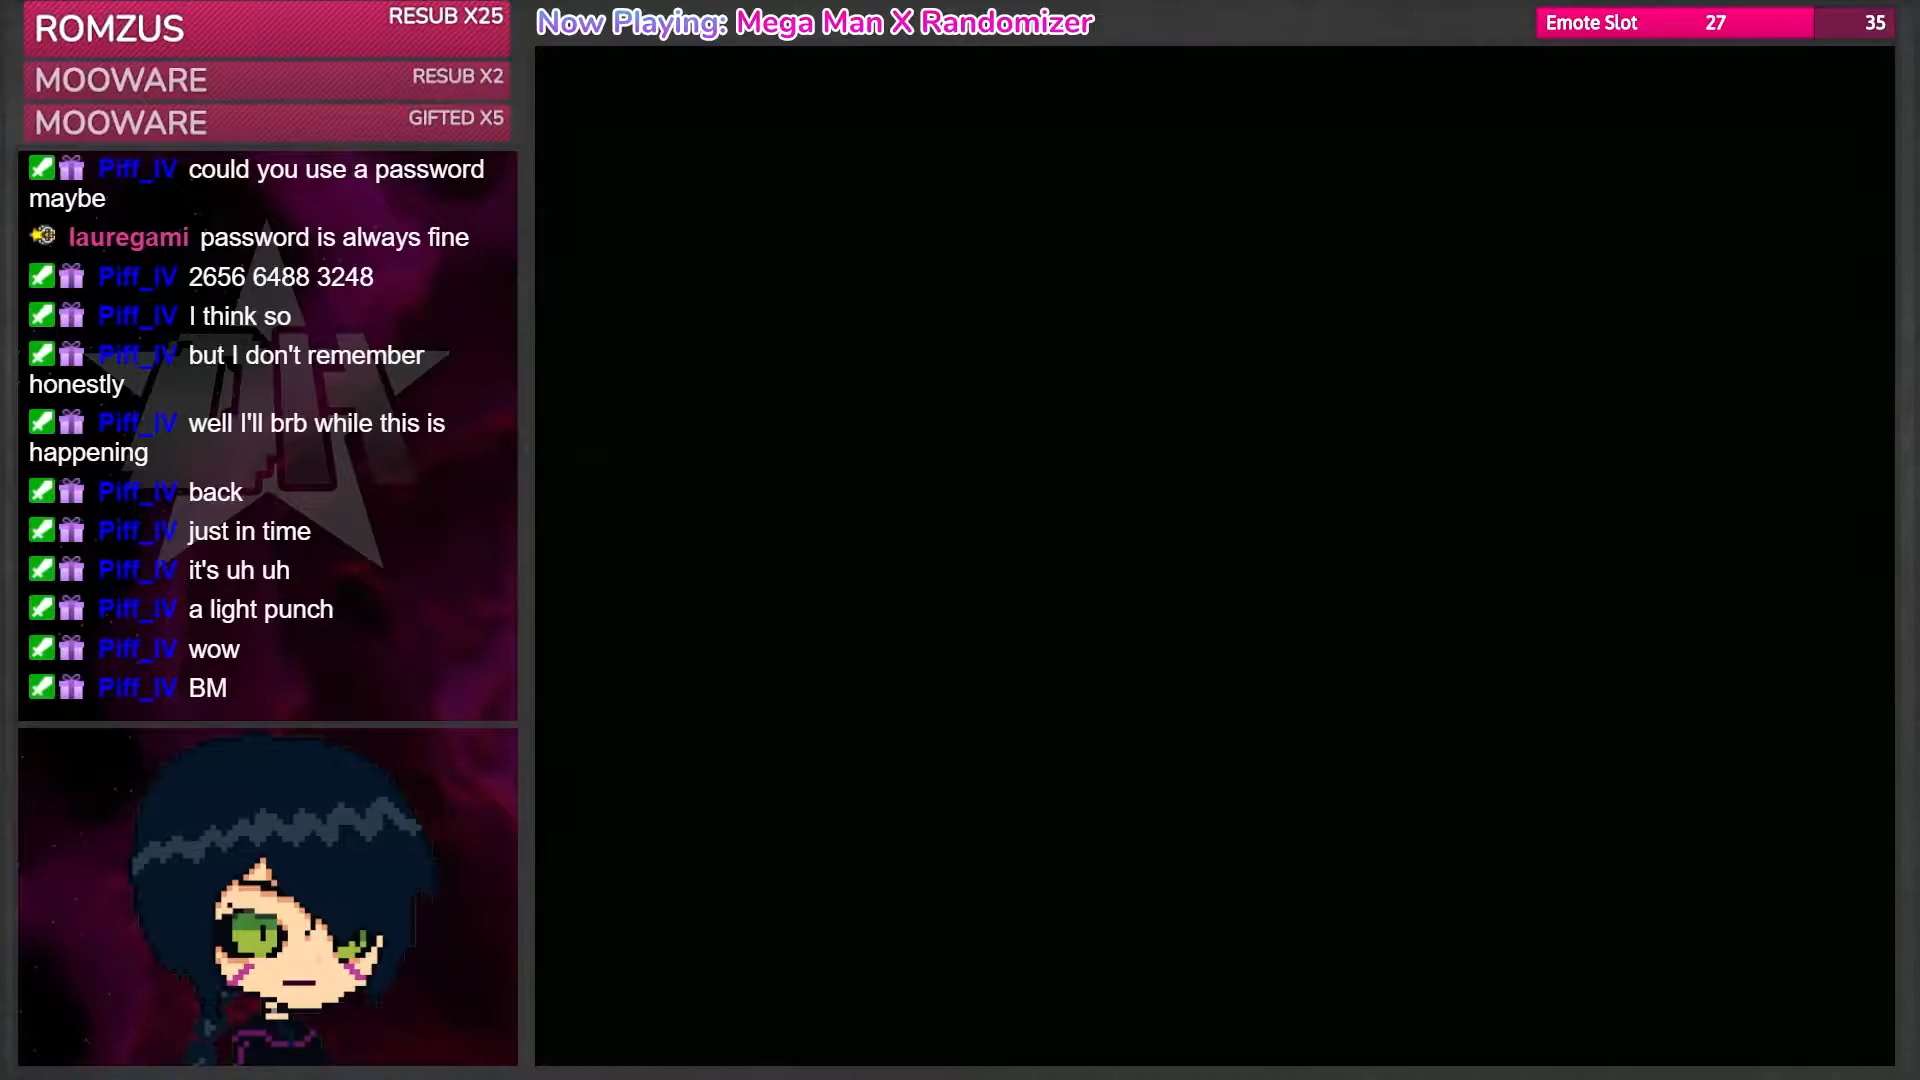 ROMZUS RESUB X25
MOOWARE RESUB X2
MOOWARE GIFTED X5
Now Playing: Mega Man X Randomizer
Emote Slot 27 35
Piff_IV could you use a password
maybe
lauregami password is always fine
Piff_IV 2656 6488 3248
Piff_IV I think so
Piff_IV but I don't remember
honestly
Piff_IV well I'll brb while this is
happening
Piff_IV back
Piff_IV just in time
Piff_IV it's uh uh
Piff_IV a light punch
Piff_IV wow
Piff_IV BM